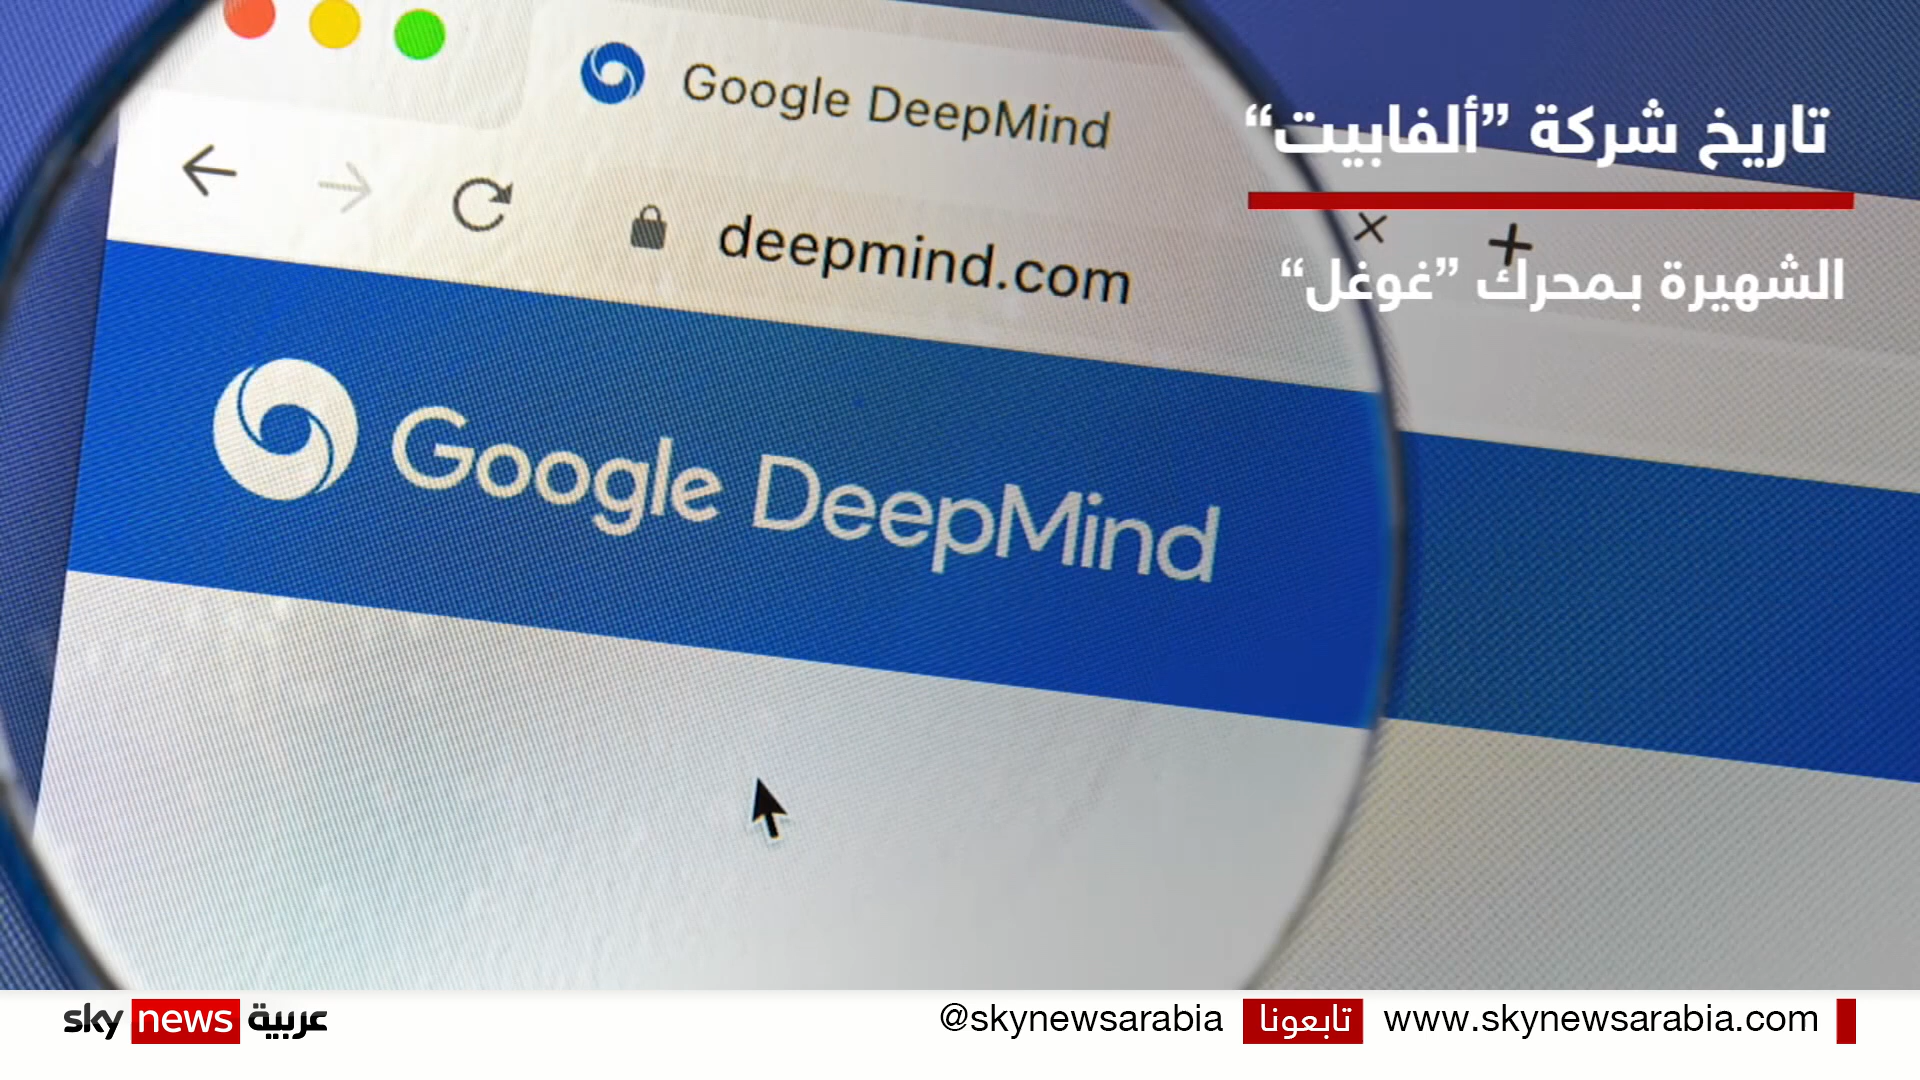 Google DeepMind
تاريخ شركة ”ألفابيت“
deepmind.com
الشهيرة بمحرك ”غوغل“
Google DeepMind
sky news عربية
@skynewsarabia تابعونا www.skynewsarabia.com